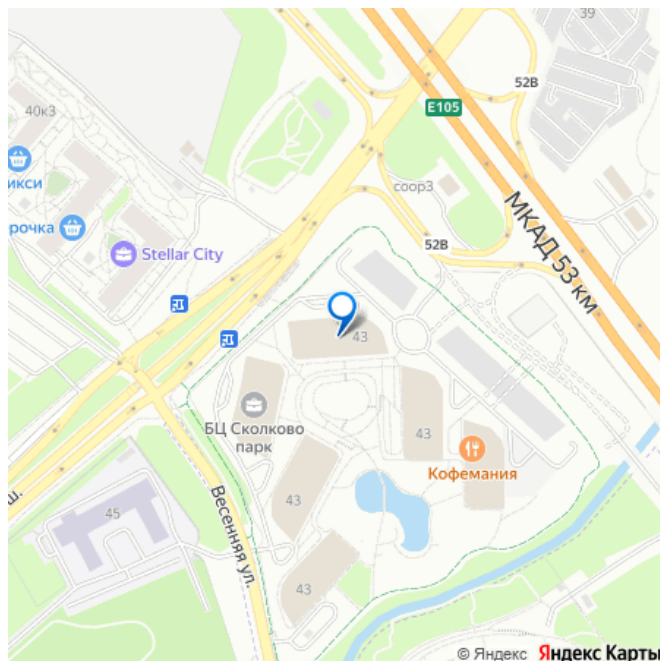 39
52В
40к3
E105
икси
соор3
рочка
Stellar City
52В
МКАД 53 км
43
БЦ Сколково
парк
43
Кофемания
43
ш.
45
Весенняя ул.
43
© Яндекс Яндекс Карты